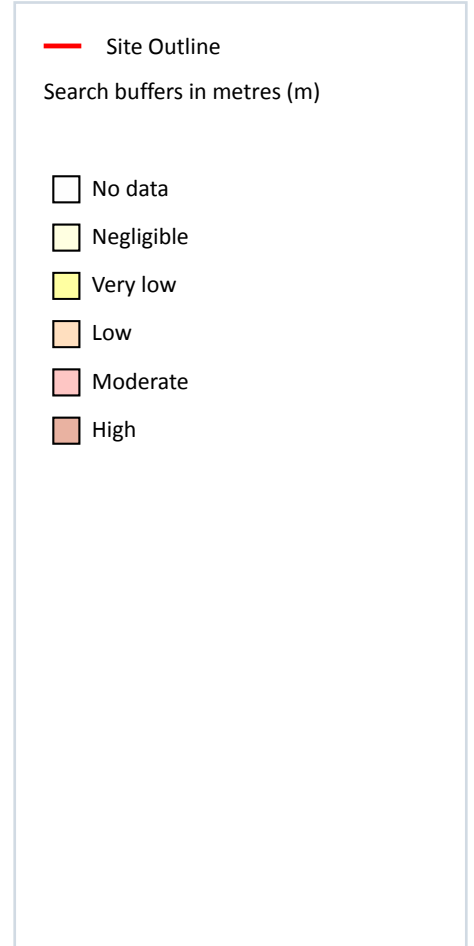 Site Outline
Search buffers in metres (m)
No data
Negligible
Very low
Low
Moderate
High